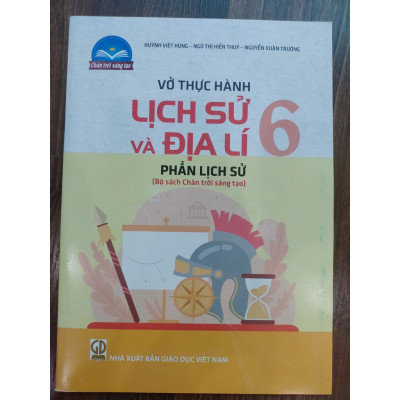 HUỲNH VIỆT HÙNG – NGÔ THỊ HIỀN THUÝ – NGUYỄN XUÂN TRƯỜNG
Chân trời sáng tạo
VỞ THỰC HÀNH
LỊCH SỬ
VÀ ĐỊA LÍ 6
PHẦN LỊCH SỬ
(Bộ sách Chân trời sáng tạo)
NHÀ XUẤT BẢN GIÁO DỤC VIỆT NAM